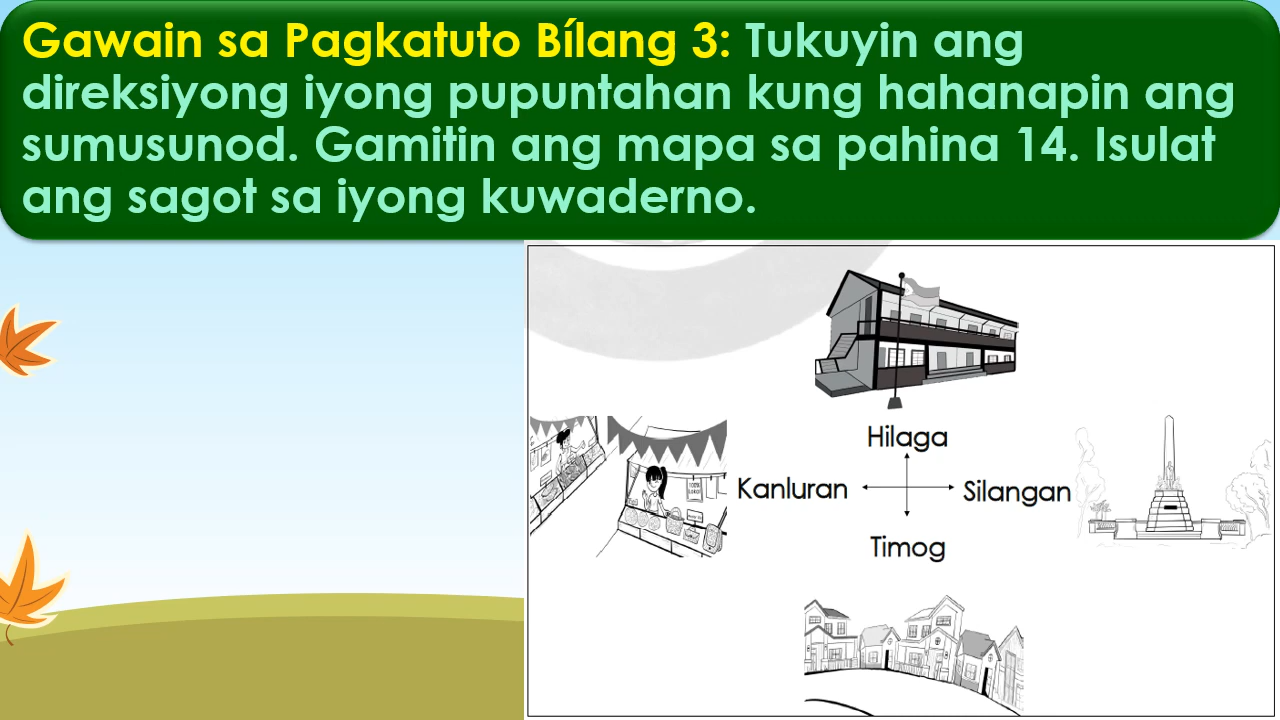 Gawain sa Pagkatuto Bílang 3: Tukuyin ang
direksiyong iyong pupuntahan kung hahanapin ang
sumusunod. Gamitin ang mapa sa pahina 14. Isulat
ang sagot sa iyong kuwaderno.
Hilaga
Kanluran
Silangan
Timog